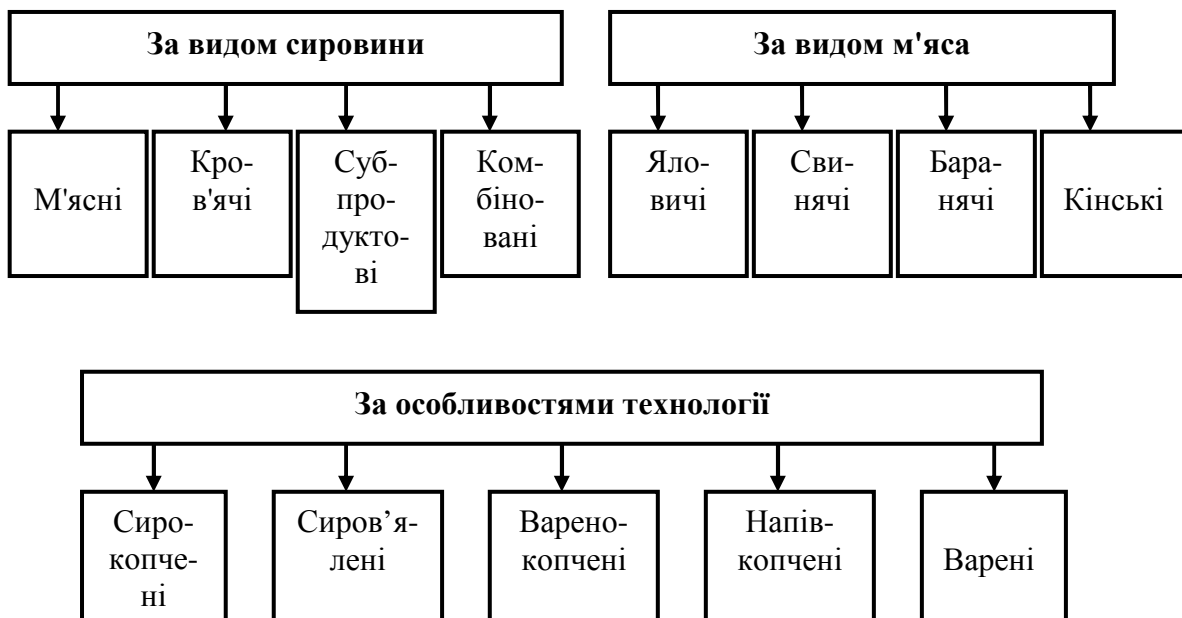 За видом сировини
М'ясні
Кро-
в'ячі
Суб-
про-
дукто-
ві
Ком-
біно-
вані
За видом м'яса
Яло-
вичі
Сви-
нячі
Бара-
нячі
Кінські
За особливостями технології
Сиро-
копче-
ні
Сиров’я-
лені
Варено-
копчені
Напів-
копчені
Варені